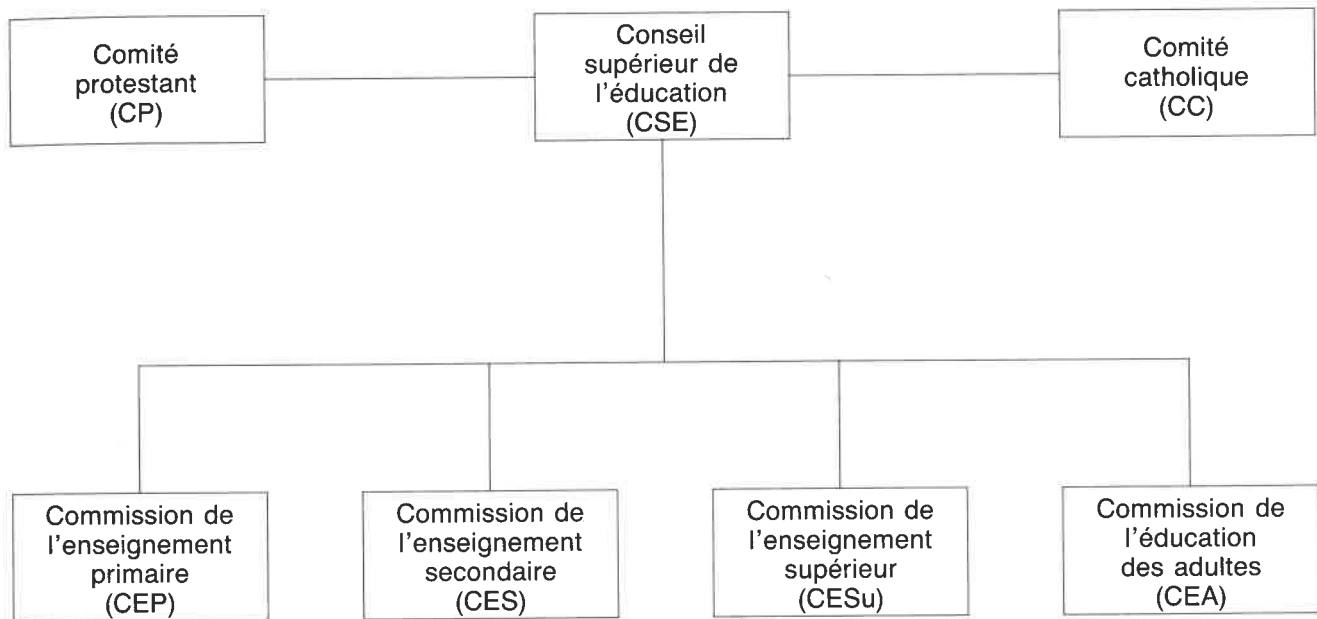 Comité
protestant
(CP)
Conseil
supérieur de
l'éducation
(CSE)
Comité
catholique
(CC)
Commission de
l'enseignement
primaire
(CEP)
Commission de
l'enseignement
secondaire
(CES)
Commission de
l'enseignement
supérieur
(CESu)
Commission de
l'éducation
des adultes
(CEA)